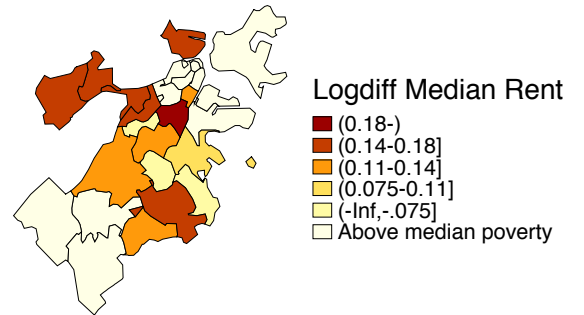 Logdiff Median Rent
(0.18-)
(0.14-0.18]
(0.11-0.14]
(0.075-0.11]
(-Inf,-.075]
Above median poverty